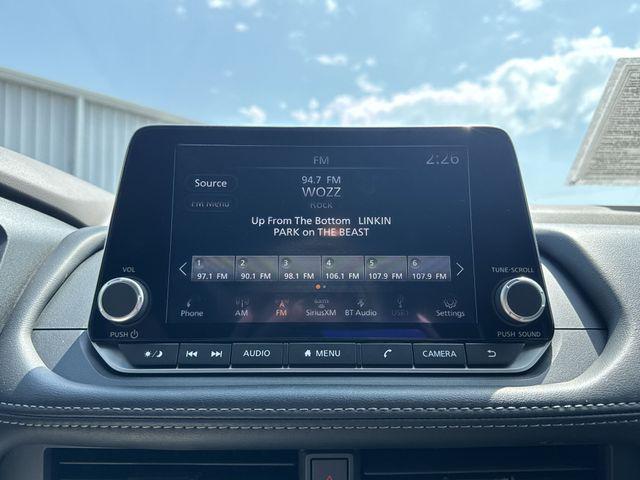 FM 2:26
Source
94.7 FM
WOZZ
FM Menu
Rock
Up From The Bottom LINKIN
PARK on THE BEAST
1 2 3 4 5 6
97.1 FM 90.1 FM 98.1 FM 106.1 FM 107.9 FM 107.9 FM
Phone AM FM SiriusXM BT Audio USB1 Settings
VOL
TUNE·SCROLL
PUSH
PUSH SOUND
AUDIO
MENU
CAMERA